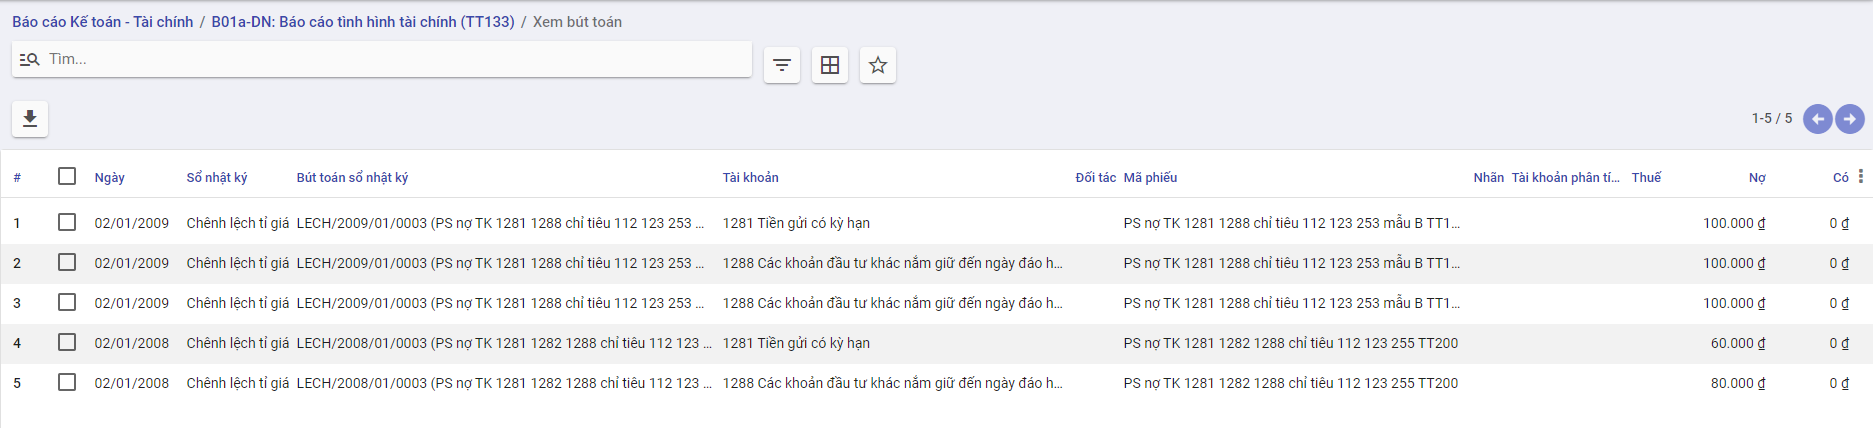 Báo cáo Kế toán - Tài chính / B01a-DN: Báo cáo tình hình tài chính (TT133) / Xem bút toán
Tìm...
1-5 / 5
# Ngày Sổ nhật ký Bút toán sổ nhật ký Tài khoản Đối tác Mã phiếu Nhãn Tài khoản phân tí... Thuế Nợ Có
1 02/01/2009 Chênh lệch tỉ giá LECH/2009/01/0003 (PS nợ TK 1281 1288 chỉ tiêu 112 123 253 ... 1281 Tiền gửi có kỳ hạn PS nợ TK 1281 1288 chỉ tiêu 112 123 253 mẫu B TT1... 100.000 ₫ 0 ₫
2 02/01/2009 Chênh lệch tỉ giá LECH/2009/01/0003 (PS nợ TK 1281 1288 chỉ tiêu 112 123 253 ... 1288 Các khoản đầu tư khác nắm giữ đến ngày đáo h... PS nợ TK 1281 1288 chỉ tiêu 112 123 253 mẫu B TT1... 100.000 ₫ 0 ₫
3 02/01/2009 Chênh lệch tỉ giá LECH/2009/01/0003 (PS nợ TK 1281 1288 chỉ tiêu 112 123 253 ... 1288 Các khoản đầu tư khác nắm giữ đến ngày đáo h... PS nợ TK 1281 1288 chỉ tiêu 112 123 253 mẫu B TT1... 100.000 ₫ 0 ₫
4 02/01/2008 Chênh lệch tỉ giá LECH/2008/01/0003 (PS nợ TK 1281 1282 1288 chỉ tiêu 112 123 ... 1281 Tiền gửi có kỳ hạn PS nợ TK 1281 1282 1288 chỉ tiêu 112 123 255 TT200 60.000 ₫ 0 ₫
5 02/01/2008 Chênh lệch tỉ giá LECH/2008/01/0003 (PS nợ TK 1281 1282 1288 chỉ tiêu 112 123 ... 1288 Các khoản đầu tư khác nắm giữ đến ngày đáo h... PS nợ TK 1281 1282 1288 chỉ tiêu 112 123 255 TT200 80.000 ₫ 0 ₫